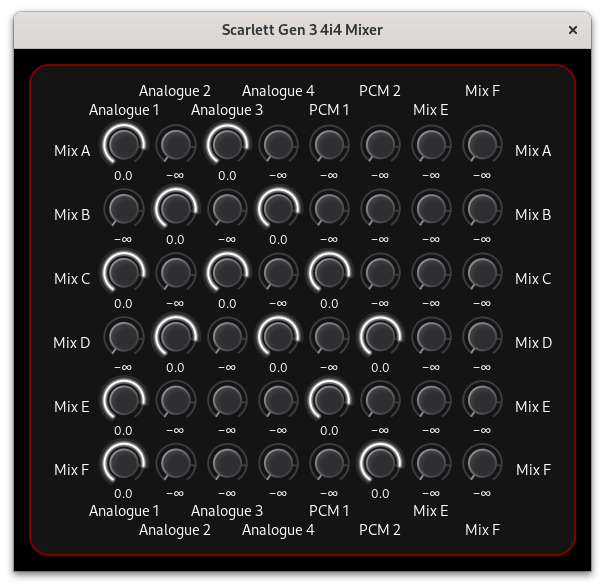 Scarlett Gen 3 4i4 Mixer ×
Analogue 2 Analogue 4 PCM 2 Mix F
Analogue 1 Analogue 3 PCM 1 Mix E
Mix A Mix A
0.0 −∞ 0.0 −∞ −∞ −∞ −∞ −∞
Mix B Mix B
−∞ 0.0 −∞ 0.0 −∞ −∞ −∞ −∞
Mix C Mix C
0.0 −∞ 0.0 −∞ 0.0 −∞ −∞ −∞
Mix D Mix D
−∞ 0.0 −∞ 0.0 −∞ 0.0 −∞ −∞
Mix E Mix E
0.0 −∞ −∞ −∞ 0.0 −∞ −∞ −∞
Mix F Mix F
0.0 −∞ −∞ −∞ −∞ 0.0 −∞ −∞
Analogue 1 Analogue 3 PCM 1 Mix E
Analogue 2 Analogue 4 PCM 2 Mix F